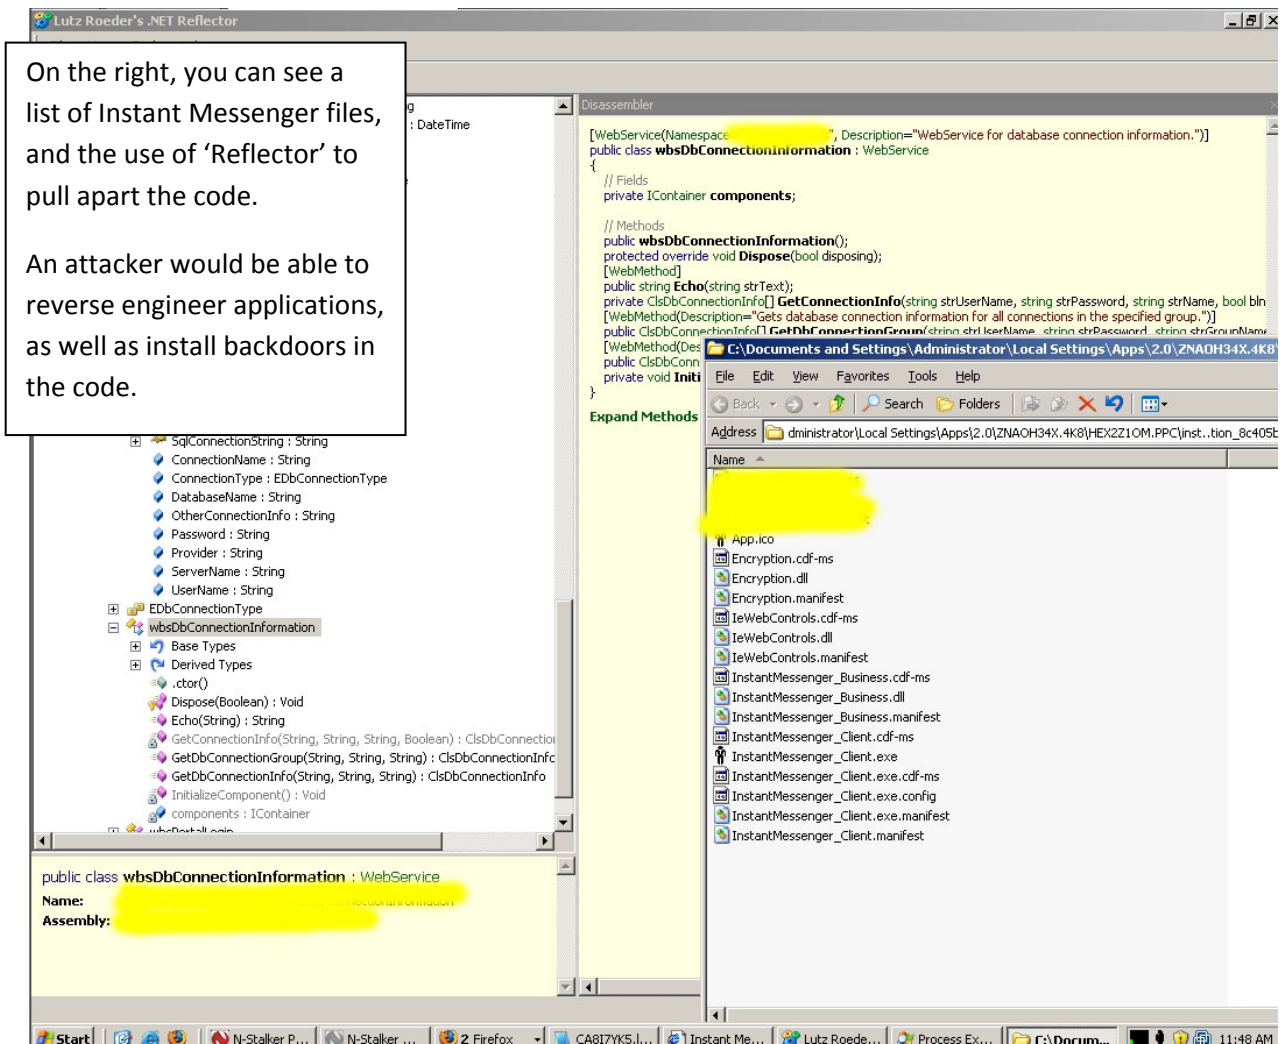 Lutz Roeder's .NET Reflector
On the right, you can see a
list of Instant Messenger files,
and the use of ‘Reflector’ to
pull apart the code.
An attacker would be able to
reverse engineer applications,
as well as install backdoors in
the code.
: DateTime
SqlConnectionString : String
ConnectionName : String
ConnectionType : EDbConnectionType
DatabaseName : String
OtherConnectionInfo : String
Password : String
Provider : String
ServerName : String
UserName : String
EDbConnectionType
wbsDbConnectionInformation
Base Types
Derived Types
.ctor()
Dispose(Boolean) : Void
Echo(String) : String
GetConnectionInfo(String, String, String, Boolean) : ClsDbConnection
GetDbConnectionGroup(String, String, String) : ClsDbConnectionInfo
GetDbConnectionInfo(String, String, String) : ClsDbConnectionInfo
InitializeComponent() : Void
components : IContainer
wbsPortalLogin
public class wbsDbConnectionInformation : WebService
Name:
Assembly:
Disassembler
[WebService(Namespace ", Description="WebService for database connection information.")]
public class wbsDbConnectionInformation : WebService
{
// Fields
private IContainer components;
// Methods
public wbsDbConnectionInformation();
protected override void Dispose(bool disposing);
[WebMethod]
public string Echo(string strText);
private ClsDbConnectionInfo[] GetConnectionInfo(string strUserName, string strPassword, string strName, bool bln
[WebMethod(Description="Gets database connection information for all connections in the specified group.")]
public ClsDbConnectionInfo[] GetDbConnectionGroup(string strUserName, string strPassword, string strGroupName
[WebMethod(Des
public ClsDbConn
private void Initi
}
Expand Methods
C:\Documents and Settings\Administrator\Local Settings\Apps\2.0\ZNAOH34X.4K8\
File Edit View Favorites Tools Help
Back Search Folders
Address dministrator\Local Settings\Apps\2.0\ZNAOH34X.4K8\HEX2Z1OM.PPC\inst..tion_8c405b
Name
App.ico
Encryption.cdf-ms
Encryption.dll
Encryption.manifest
IeWebControls.cdf-ms
IeWebControls.dll
IeWebControls.manifest
InstantMessenger_Business.cdf-ms
InstantMessenger_Business.dll
InstantMessenger_Business.manifest
InstantMessenger_Client.cdf-ms
InstantMessenger_Client.exe
InstantMessenger_Client.exe.cdf-ms
InstantMessenger_Client.exe.config
InstantMessenger_Client.exe.manifest
InstantMessenger_Client.manifest
Start N-Stalker P... N-Stalker ... 2 Firefox CA8I7YK5.l... Instant Me... Lutz Roede... Process Ex... C:\Docum... 11:48 AM